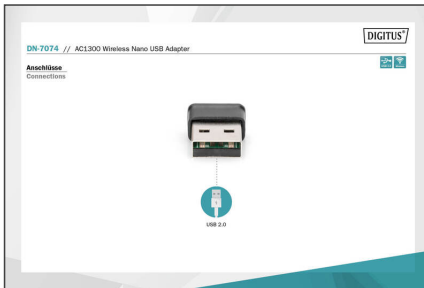 DIGITUS®
DN-7074 // AC1300 Wireless Nano USB Adapter
Anschlüsse
Connections
USB 2.0